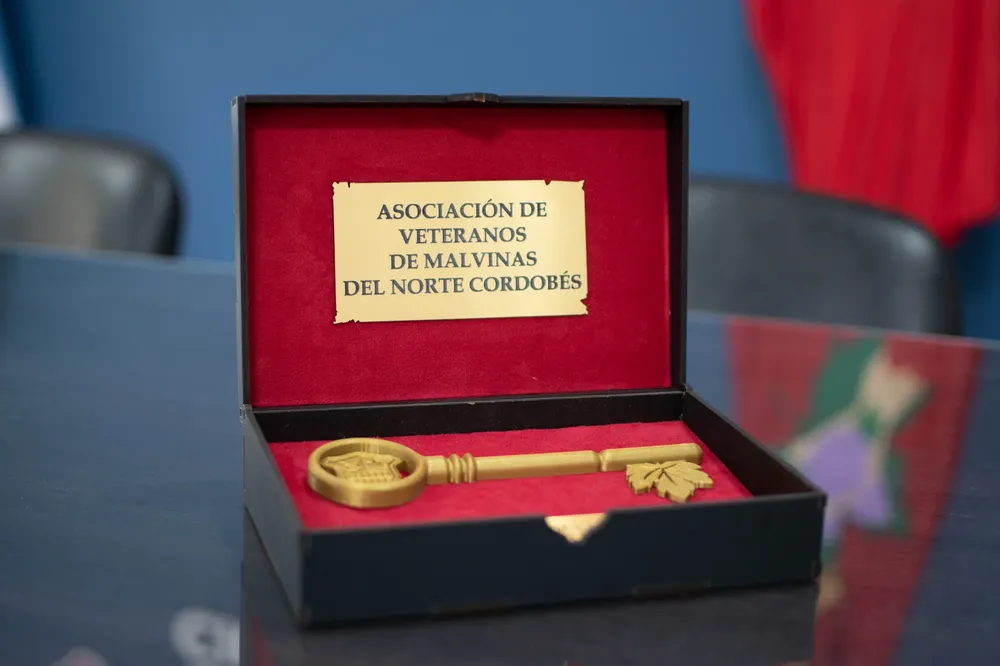 ASOCIACIÓN DE
VETERANOS
DE MALVINAS
DEL NORTE CORDOBÉS